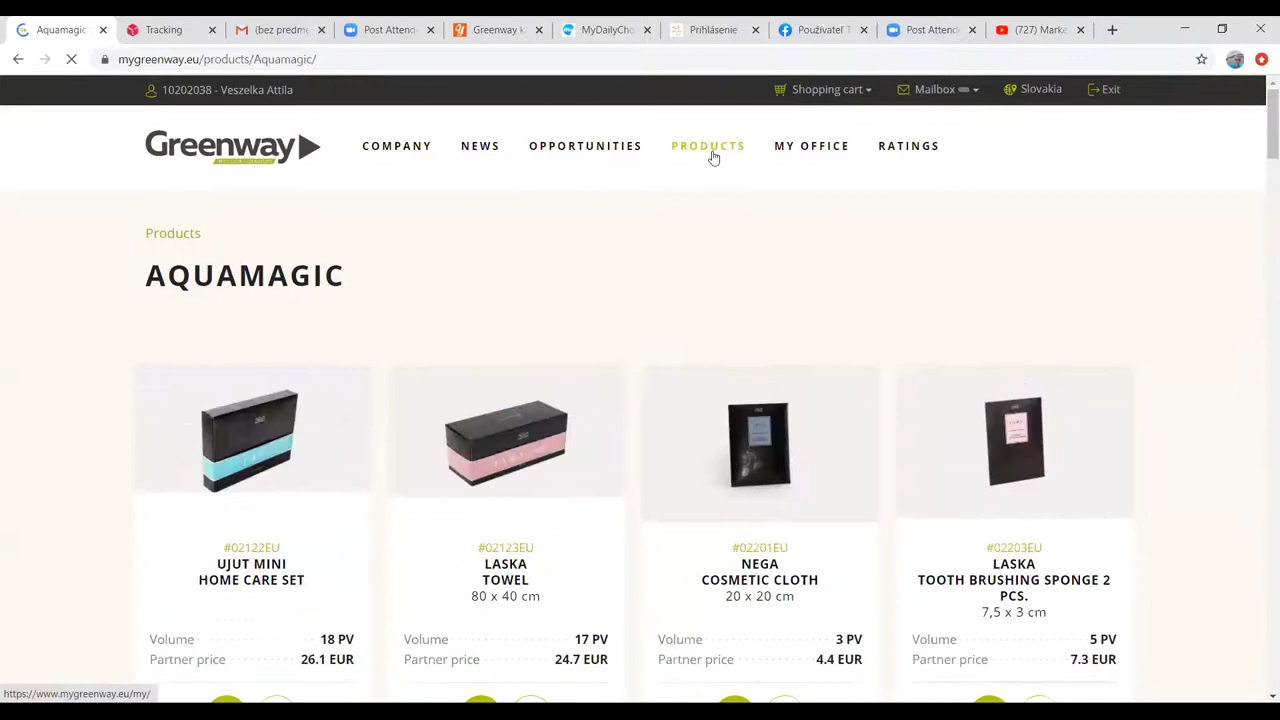 Aquamagic
Tracking
(bez predm
Post Attend
Greenway k
MyDailyCho
Prihlásenie
Používateľ T
Post Attend
(727) Marke
mygreenway.eu/products/Aquamagic/
10202038 - Veszelka Attila
Shopping cart
Mailbox
Slovakia
Exit
Greenway
COMPANY
NEWS
OPPORTUNITIES
PRODUCTS
MY OFFICE
RATINGS
Products
AQUAMAGIC
#02122EU
UJUT MINI
HOME CARE SET
Volume 18 PV
Partner price 26.1 EUR
#02123EU
LASKA
TOWEL
80 x 40 cm
Volume 17 PV
Partner price 24.7 EUR
#02201EU
NEGA
COSMETIC CLOTH
20 x 20 cm
Volume 3 PV
Partner price 4.4 EUR
#02203EU
LASKA
TOOTH BRUSHING SPONGE 2
PCS.
7,5 x 3 cm
Volume 5 PV
Partner price 7.3 EUR
https://www.mygreenway.eu/my/